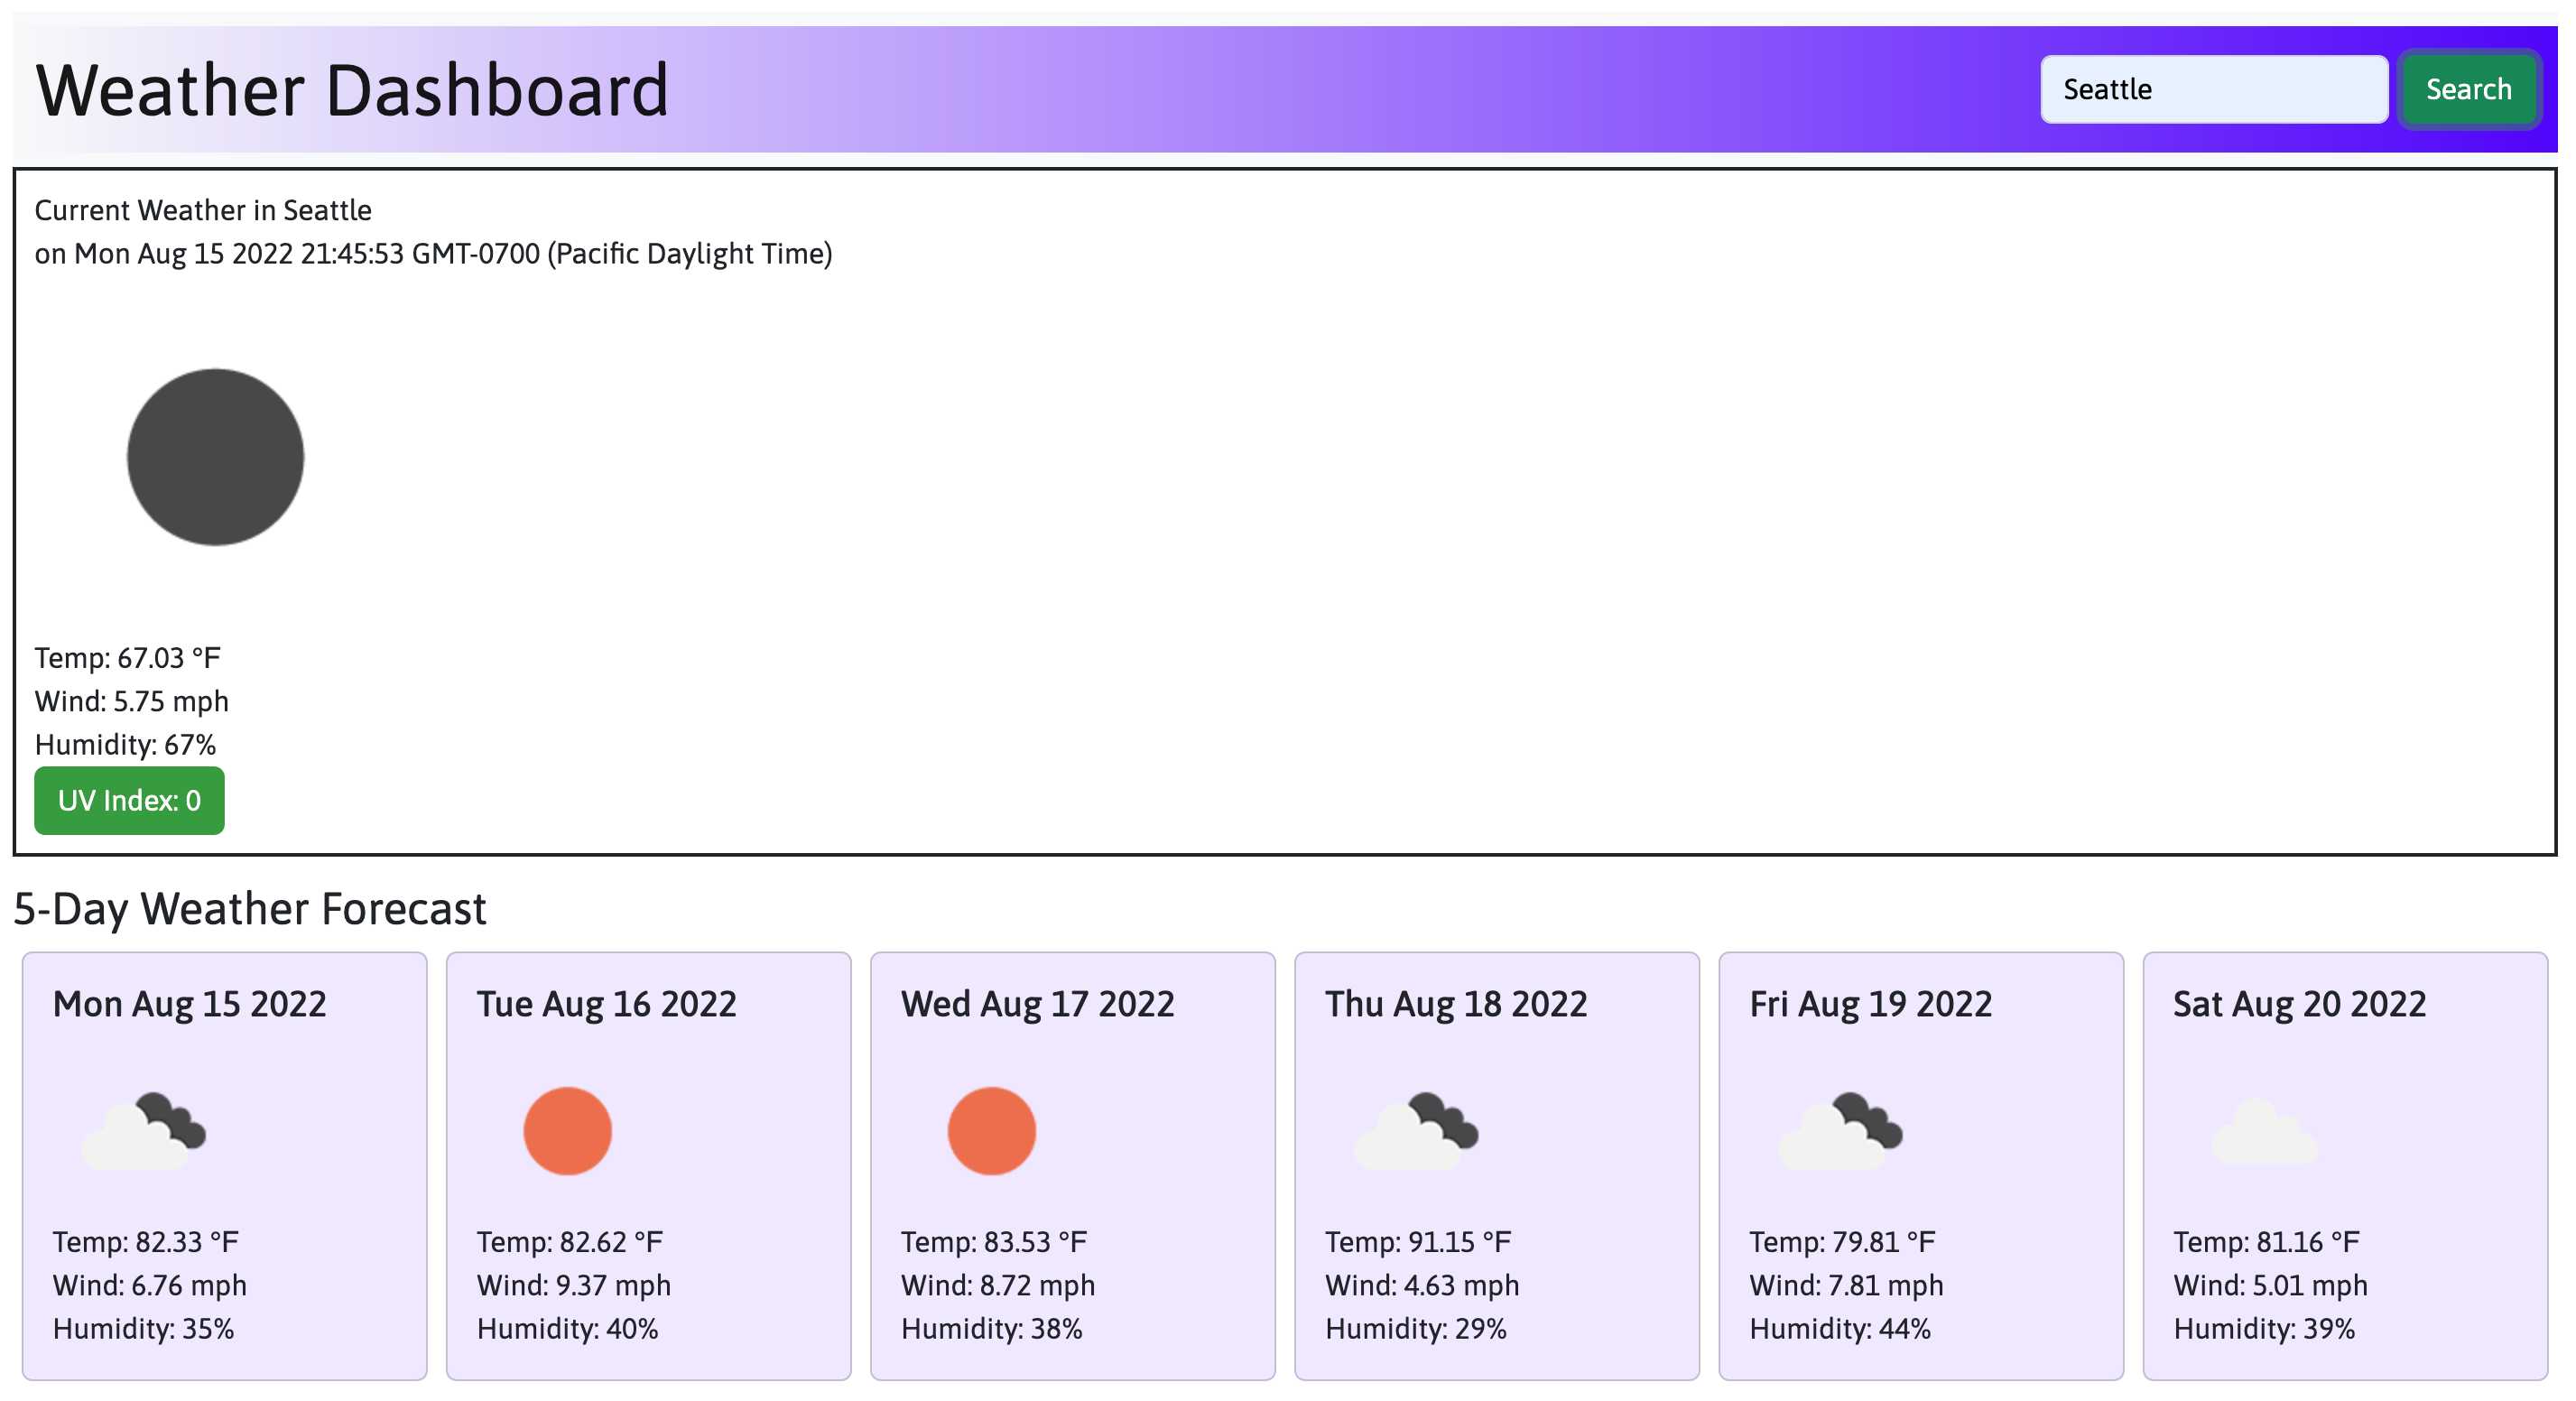 Weather Dashboard
Seattle
Search
Current Weather in Seattle
on Mon Aug 15 2022 21:45:53 GMT-0700 (Pacific Daylight Time)
Temp: 67.03 °F
Wind: 5.75 mph
Humidity: 67%
UV Index: 0
5-Day Weather Forecast
Mon Aug 15 2022
Temp: 82.33 °F
Wind: 6.76 mph
Humidity: 35%
Tue Aug 16 2022
Temp: 82.62 °F
Wind: 9.37 mph
Humidity: 40%
Wed Aug 17 2022
Temp: 83.53 °F
Wind: 8.72 mph
Humidity: 38%
Thu Aug 18 2022
Temp: 91.15 °F
Wind: 4.63 mph
Humidity: 29%
Fri Aug 19 2022
Temp: 79.81 °F
Wind: 7.81 mph
Humidity: 44%
Sat Aug 20 2022
Temp: 81.16 °F
Wind: 5.01 mph
Humidity: 39%